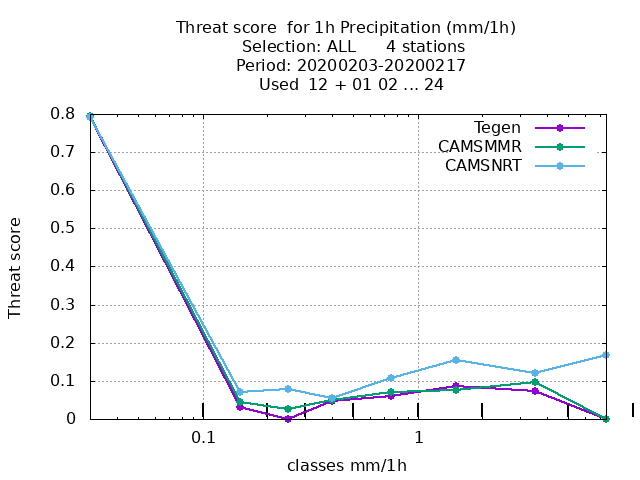 Threat score  for 1h Precipitation (mm/1h)
Selection: ALL      4 stations
Period: 20200203-20200217
Used  12 + 01 02 ... 24
Tegen
CAMSMMR
CAMSNRT
0.8
0.7
0.6
0.5
0.4
0.3
0.2
0.1
0
Threat score
0.1
1
classes mm/1h